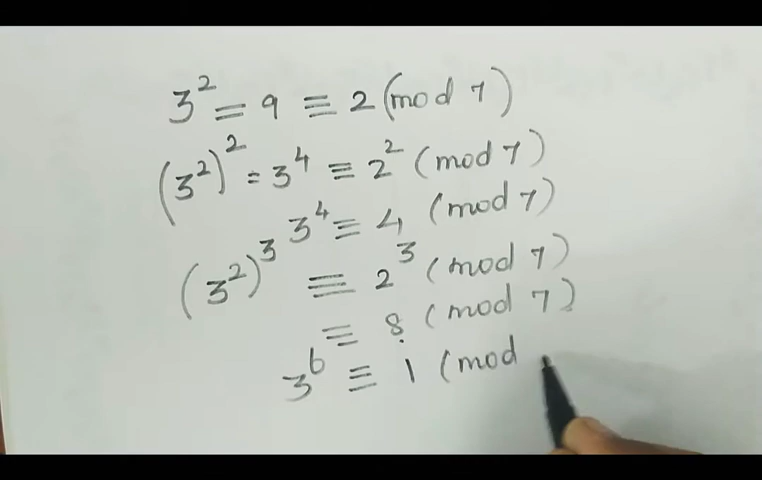 3² = 9 ≡ 2 (mod 7)
(3²)² = 3⁴ ≡ 2² (mod 7)
3⁴ ≡ 4 (mod 7)
(3²)³ ≡ 2³ (mod 7)
≡ 8 (mod 7)
3⁶ ≡ 1 (mod